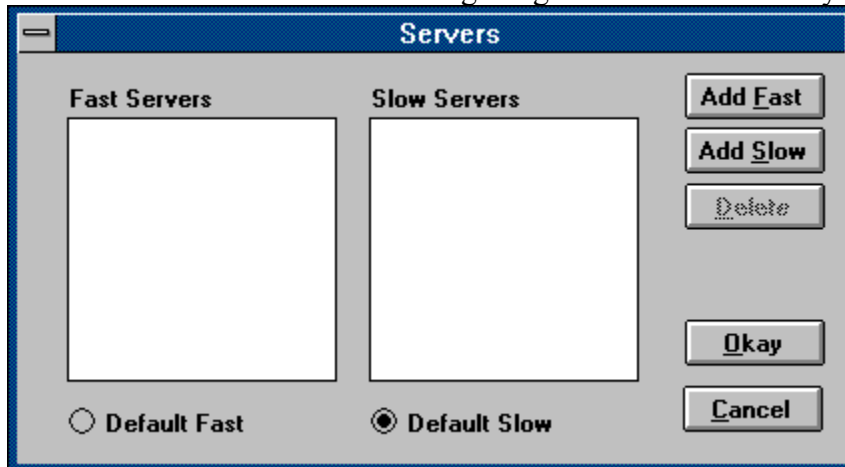 Servers
Fast Servers
Slow Servers
Add Fast
Add Slow
Delete
Okay
Cancel
Default Fast
Default Slow